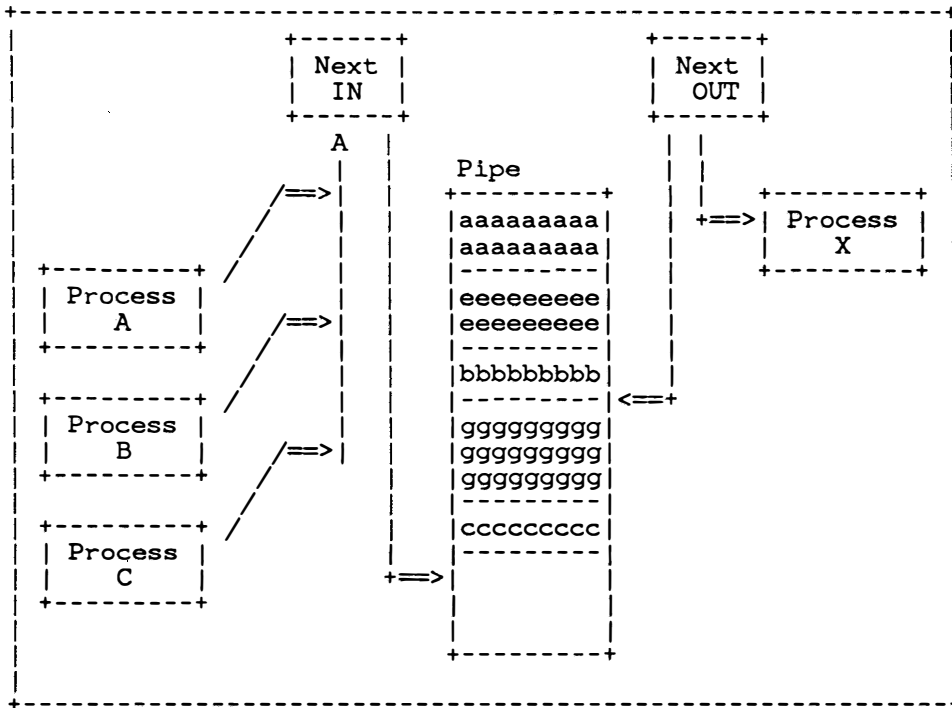 Next
IN
Next
OUT
A
Pipe
aaaaaaaaa
aaaaaaaaa
eeeeeeeee
eeeeeeeee
bbbbbbbbb
ggggggggg
ggggggggg
ggggggggg
ccccccccc
Process
X
Process
A
Process
B
Process
C